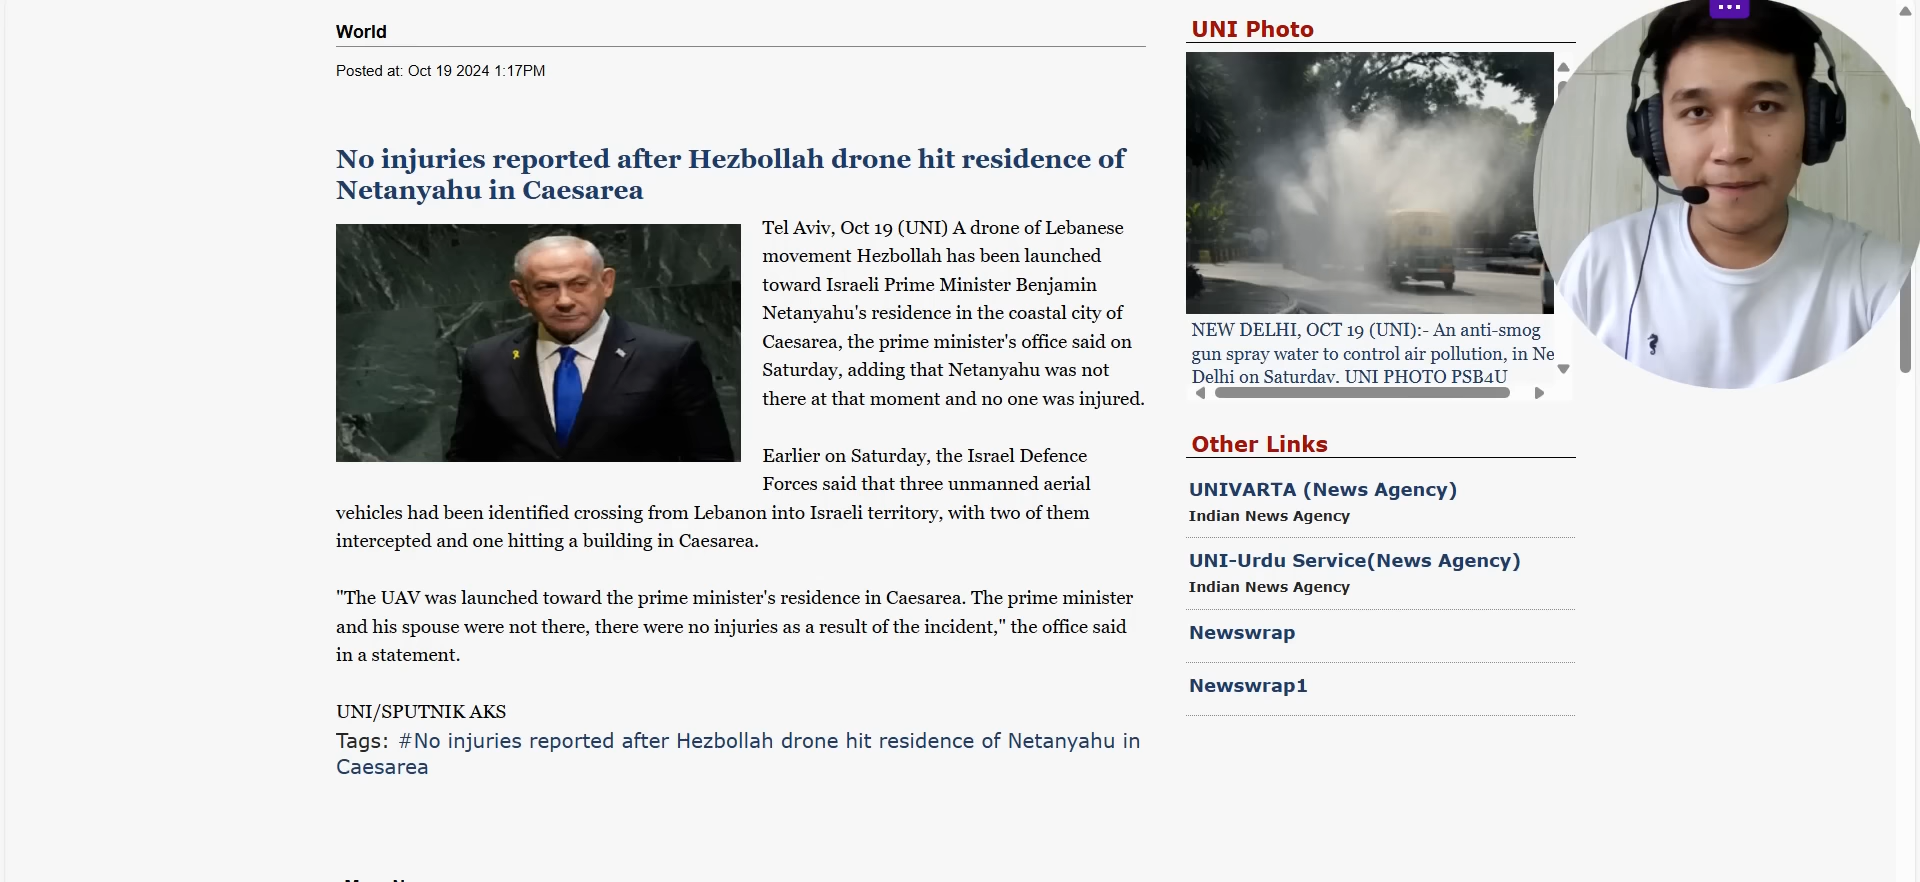 World
Posted at: Oct 19 2024 1:17PM
No injuries reported after Hezbollah drone hit residence of
Netanyahu in Caesarea
Tel Aviv, Oct 19 (UNI) A drone of Lebanese
movement Hezbollah has been launched
toward Israeli Prime Minister Benjamin
Netanyahu's residence in the coastal city of
Caesarea, the prime minister's office said on
Saturday, adding that Netanyahu was not
there at that moment and no one was injured.
Earlier on Saturday, the Israel Defence
Forces said that three unmanned aerial
vehicles had been identified crossing from Lebanon into Israeli territory, with two of them
intercepted and one hitting a building in Caesarea.
"The UAV was launched toward the prime minister's residence in Caesarea. The prime minister
and his spouse were not there, there were no injuries as a result of the incident," the office said
in a statement.
UNI/SPUTNIK AKS
Tags: #No injuries reported after Hezbollah drone hit residence of Netanyahu in
Caesarea
UNI Photo
NEW DELHI, OCT 19 (UNI):- An anti-smog
gun spray water to control air pollution, in Ne
Delhi on Saturday. UNI PHOTO PSB4U
Other Links
UNIVARTA (News Agency)
Indian News Agency
UNI-Urdu Service(News Agency)
Indian News Agency
Newswrap
Newswrap1